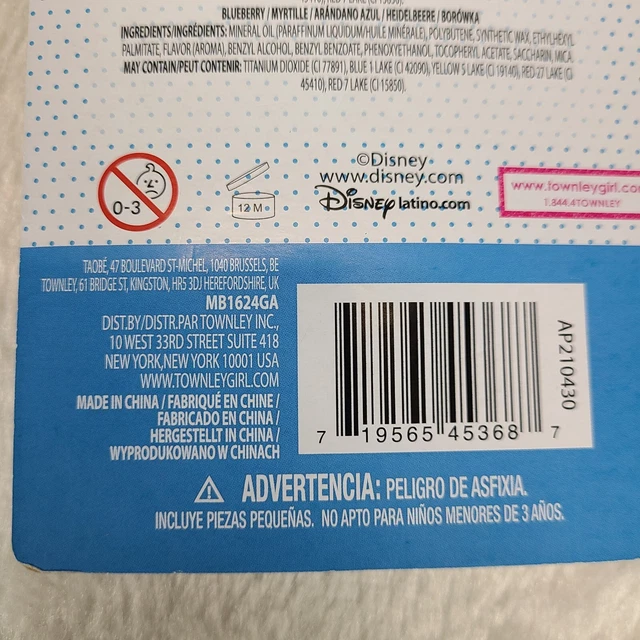 BLUEBERRY / MYRTILLE / ARÁNDANO AZUL / HEIDELBEERE / BORÓWKA
INGREDIENTS/INGRÉDIENTS: MINERAL OIL (PARAFFINUM LIQUIDUM/HUILE MINÉRALE), POLYBUTENE, SYNTHETIC WAX, ETHYLHEXYL
PALMITATE, FLAVOR (AROMA), BENZYL ALCOHOL, BENZYL BENZOATE, PHENOXYETHANOL, TOCOPHERYL ACETATE, SACCHARIN, MICA.
MAY CONTAIN/PEUT CONTENIR: TITANIUM DIOXIDE (CI 77891), BLUE 1 LAKE (CI 42090), YELLOW 5 LAKE (CI 19140), RED 27 LAKE (CI
45410), RED 7 LAKE (CI 15850).
0-3
12 M
©Disney
www.disney.com
Disney latino.com
www.townleygirl.co
1.844.4TOWNLEY
TAOBÉ, 47 BOULEVARD ST-MICHEL, 1040 BRUSSELS, BE
TOWNLEY, 61 BRIDGE ST, KINGSTON, HR5 3DJ HEREFORDSHIRE, UK
MB1624GA
DIST.BY/DISTR.PAR TOWNLEY INC.,
10 WEST 33RD STREET SUITE 418
NEW YORK,NEW YORK 10001 USA
WWW.TOWNLEYGIRL.COM
MADE IN CHINA / FABRIQUÉ EN CHINE /
FABRICADO EN CHINA /
HERGESTELLT IN CHINA /
WYPRODUKOWANO W CHINACH
7 19565 45368 7
AP210430
ADVERTENCIA: PELIGRO DE ASFIXIA.
INCLUYE PIEZAS PEQUEÑAS. NO APTO PARA NIÑOS MENORES DE 3 AÑOS.